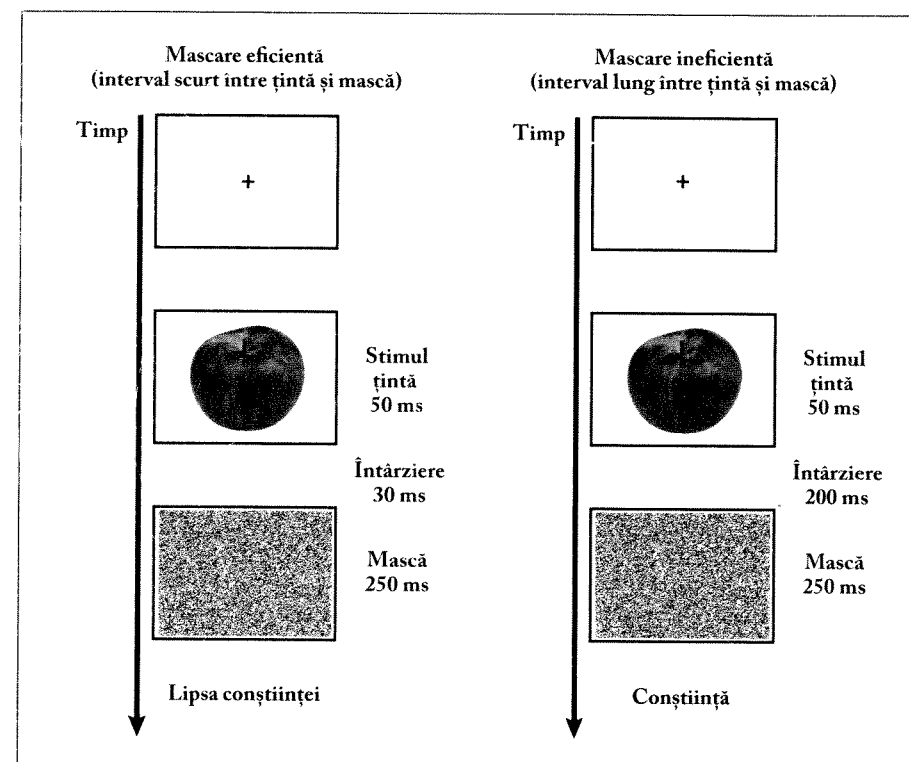 Mascare eficientă
(interval scurt între țintă și mască)
Timp
+
Stimul
țintă
50 ms
Întârziere
30 ms
Mască
250 ms
Lipsa conștiinței
Mascare ineficientă
(interval lung între țintă și mască)
Timp
+
Stimul
țintă
50 ms
Întârziere
200 ms
Mască
250 ms
Conștiință